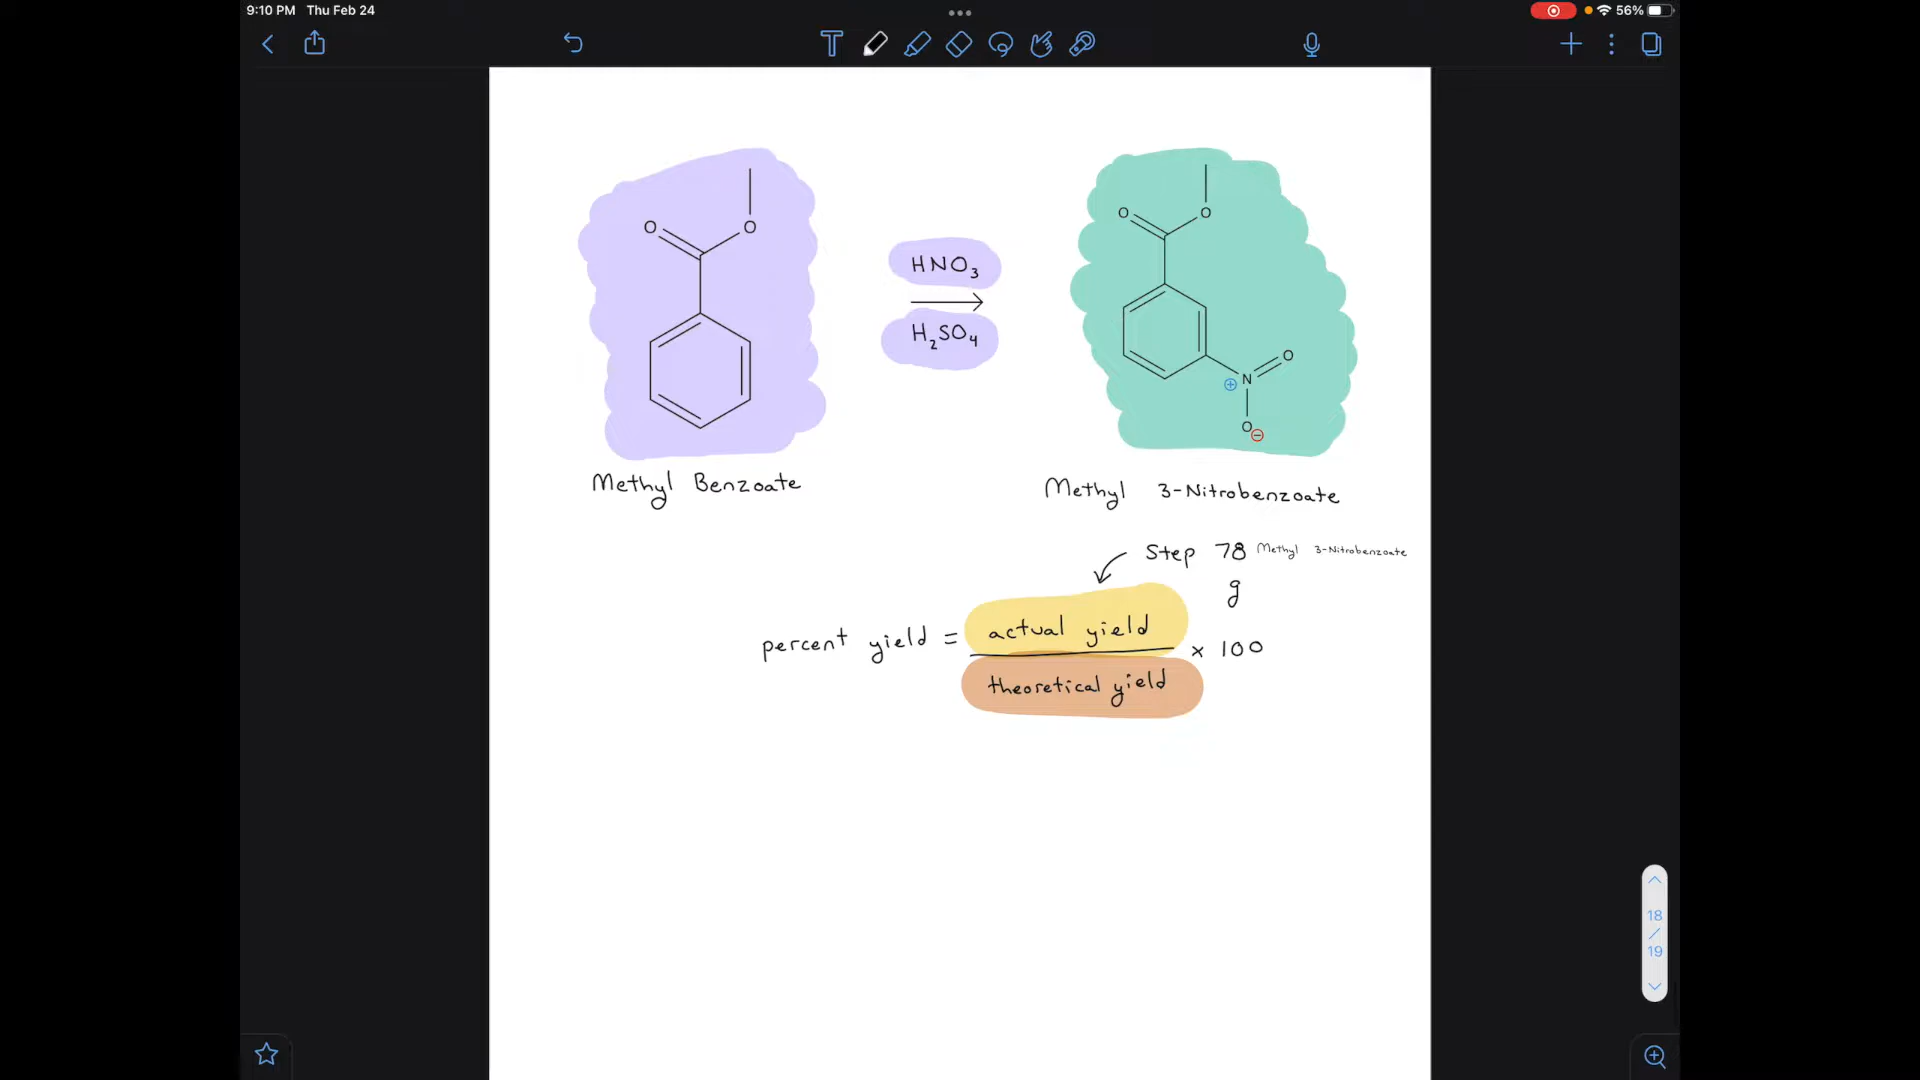 9:10 PM Thu Feb 24
56%
O
O
HNO3
H2SO4
O
O
N
O
O
Methyl Benzoate
Methyl 3-Nitrobenzoate
Step 78 Methyl 3-Nitrobenzoate
g
percent yield = actual yield
theoretical yield
x 100
18
/
19